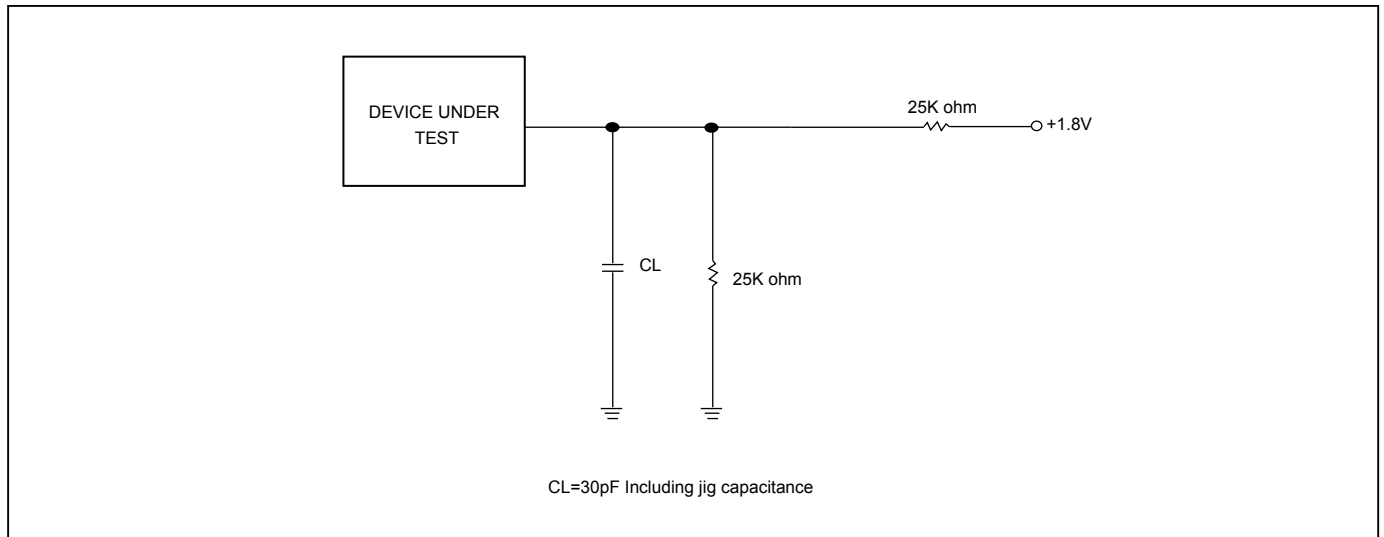 DEVICE UNDER
TEST
25K ohm
+1.8V
CL
25K ohm
CL=30pF Including jig capacitance